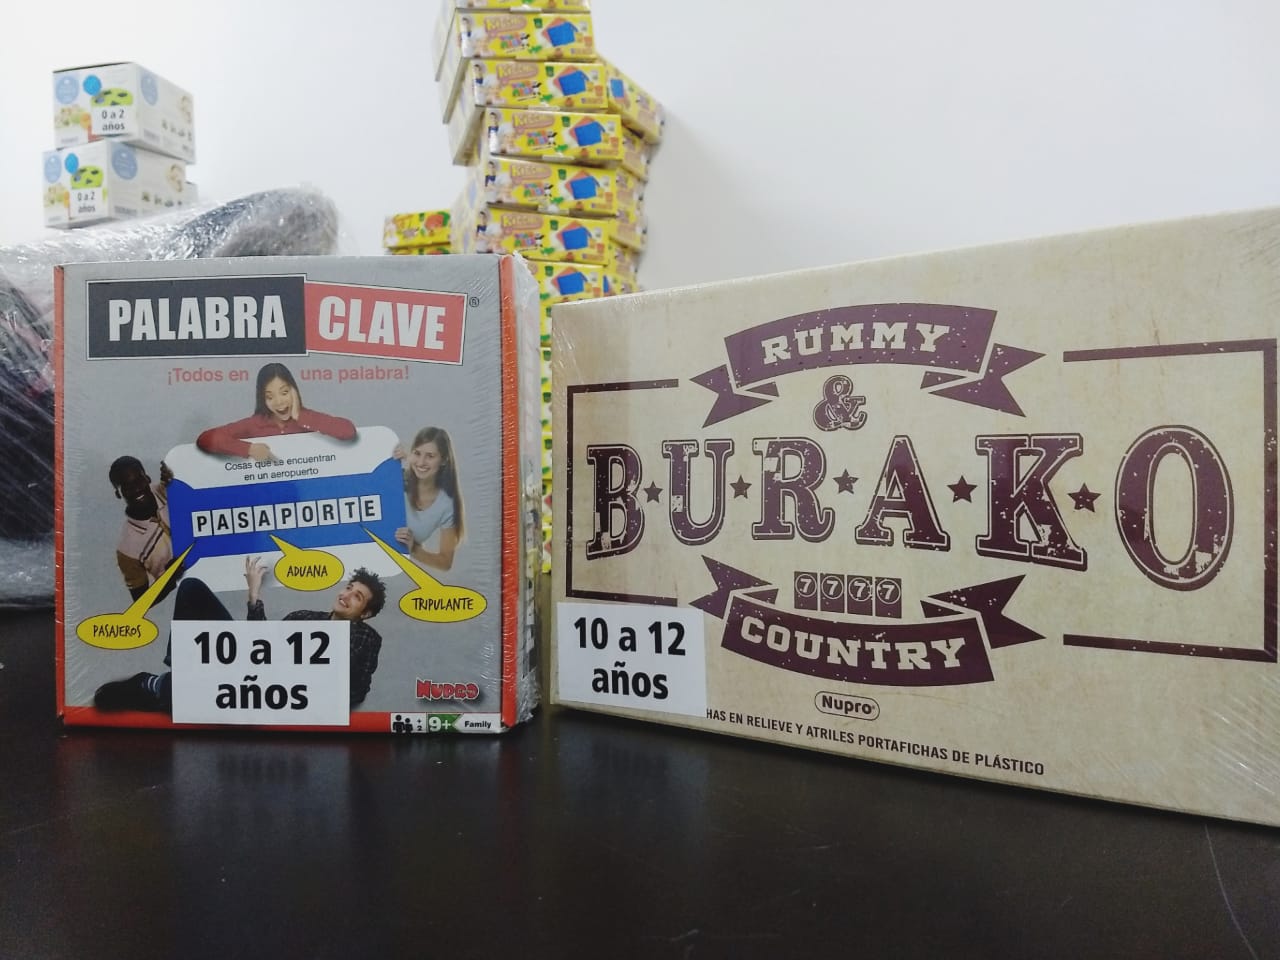 0 a 2
años
0 a 2
años
PALABRA CLAVE®
¡Todos en una palabra!
Cosas que se encuentran
en un aeropuerto
PASAPORTE
ADUANA
TRIPULANTE
PASAJEROS
10 a 12
años
NUPRO
+2 9+ Family
RUMMY
&
B★U★R★A★K★O
7777
COUNTRY
10 a 12
años
Nupro®
HAS EN RELIEVE Y ATRILES PORTAFICHAS DE PLÁSTICO